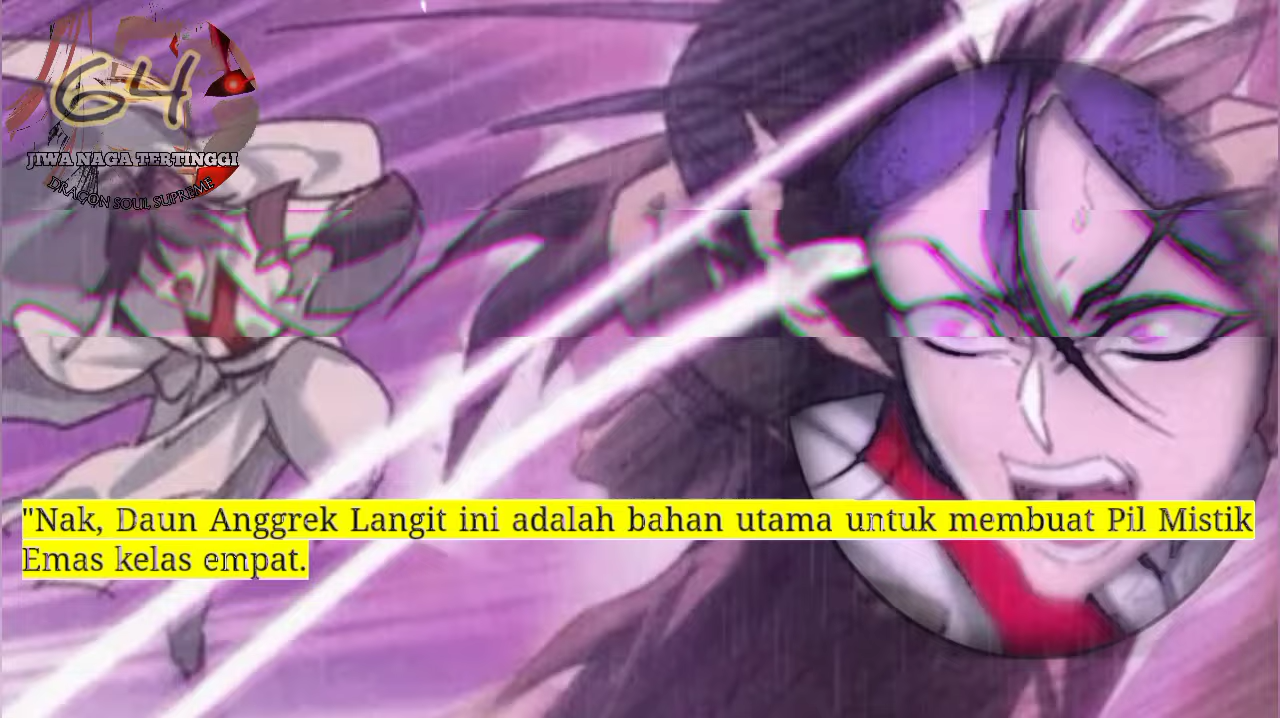 64
JIWA NAGA TERTINGGI
DRAGON SOUL SUPREME
"Nak, Daun Anggrek Langit ini adalah bahan utama untuk membuat Pil Mistik
Emas kelas empat.